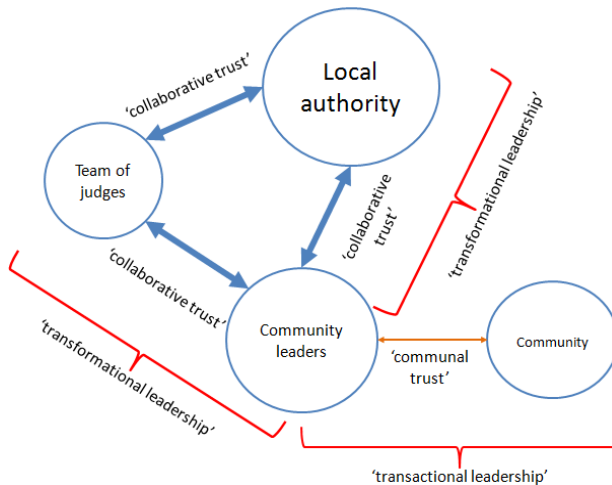 ‘collaborative trust’
Local
authority
Team of
judges
‘collaborative
trust’
‘transformational leadership’
‘collaborative trust’
‘transformational leadership’
Community
leaders
‘communal
trust’
Community
‘transactional leadership’